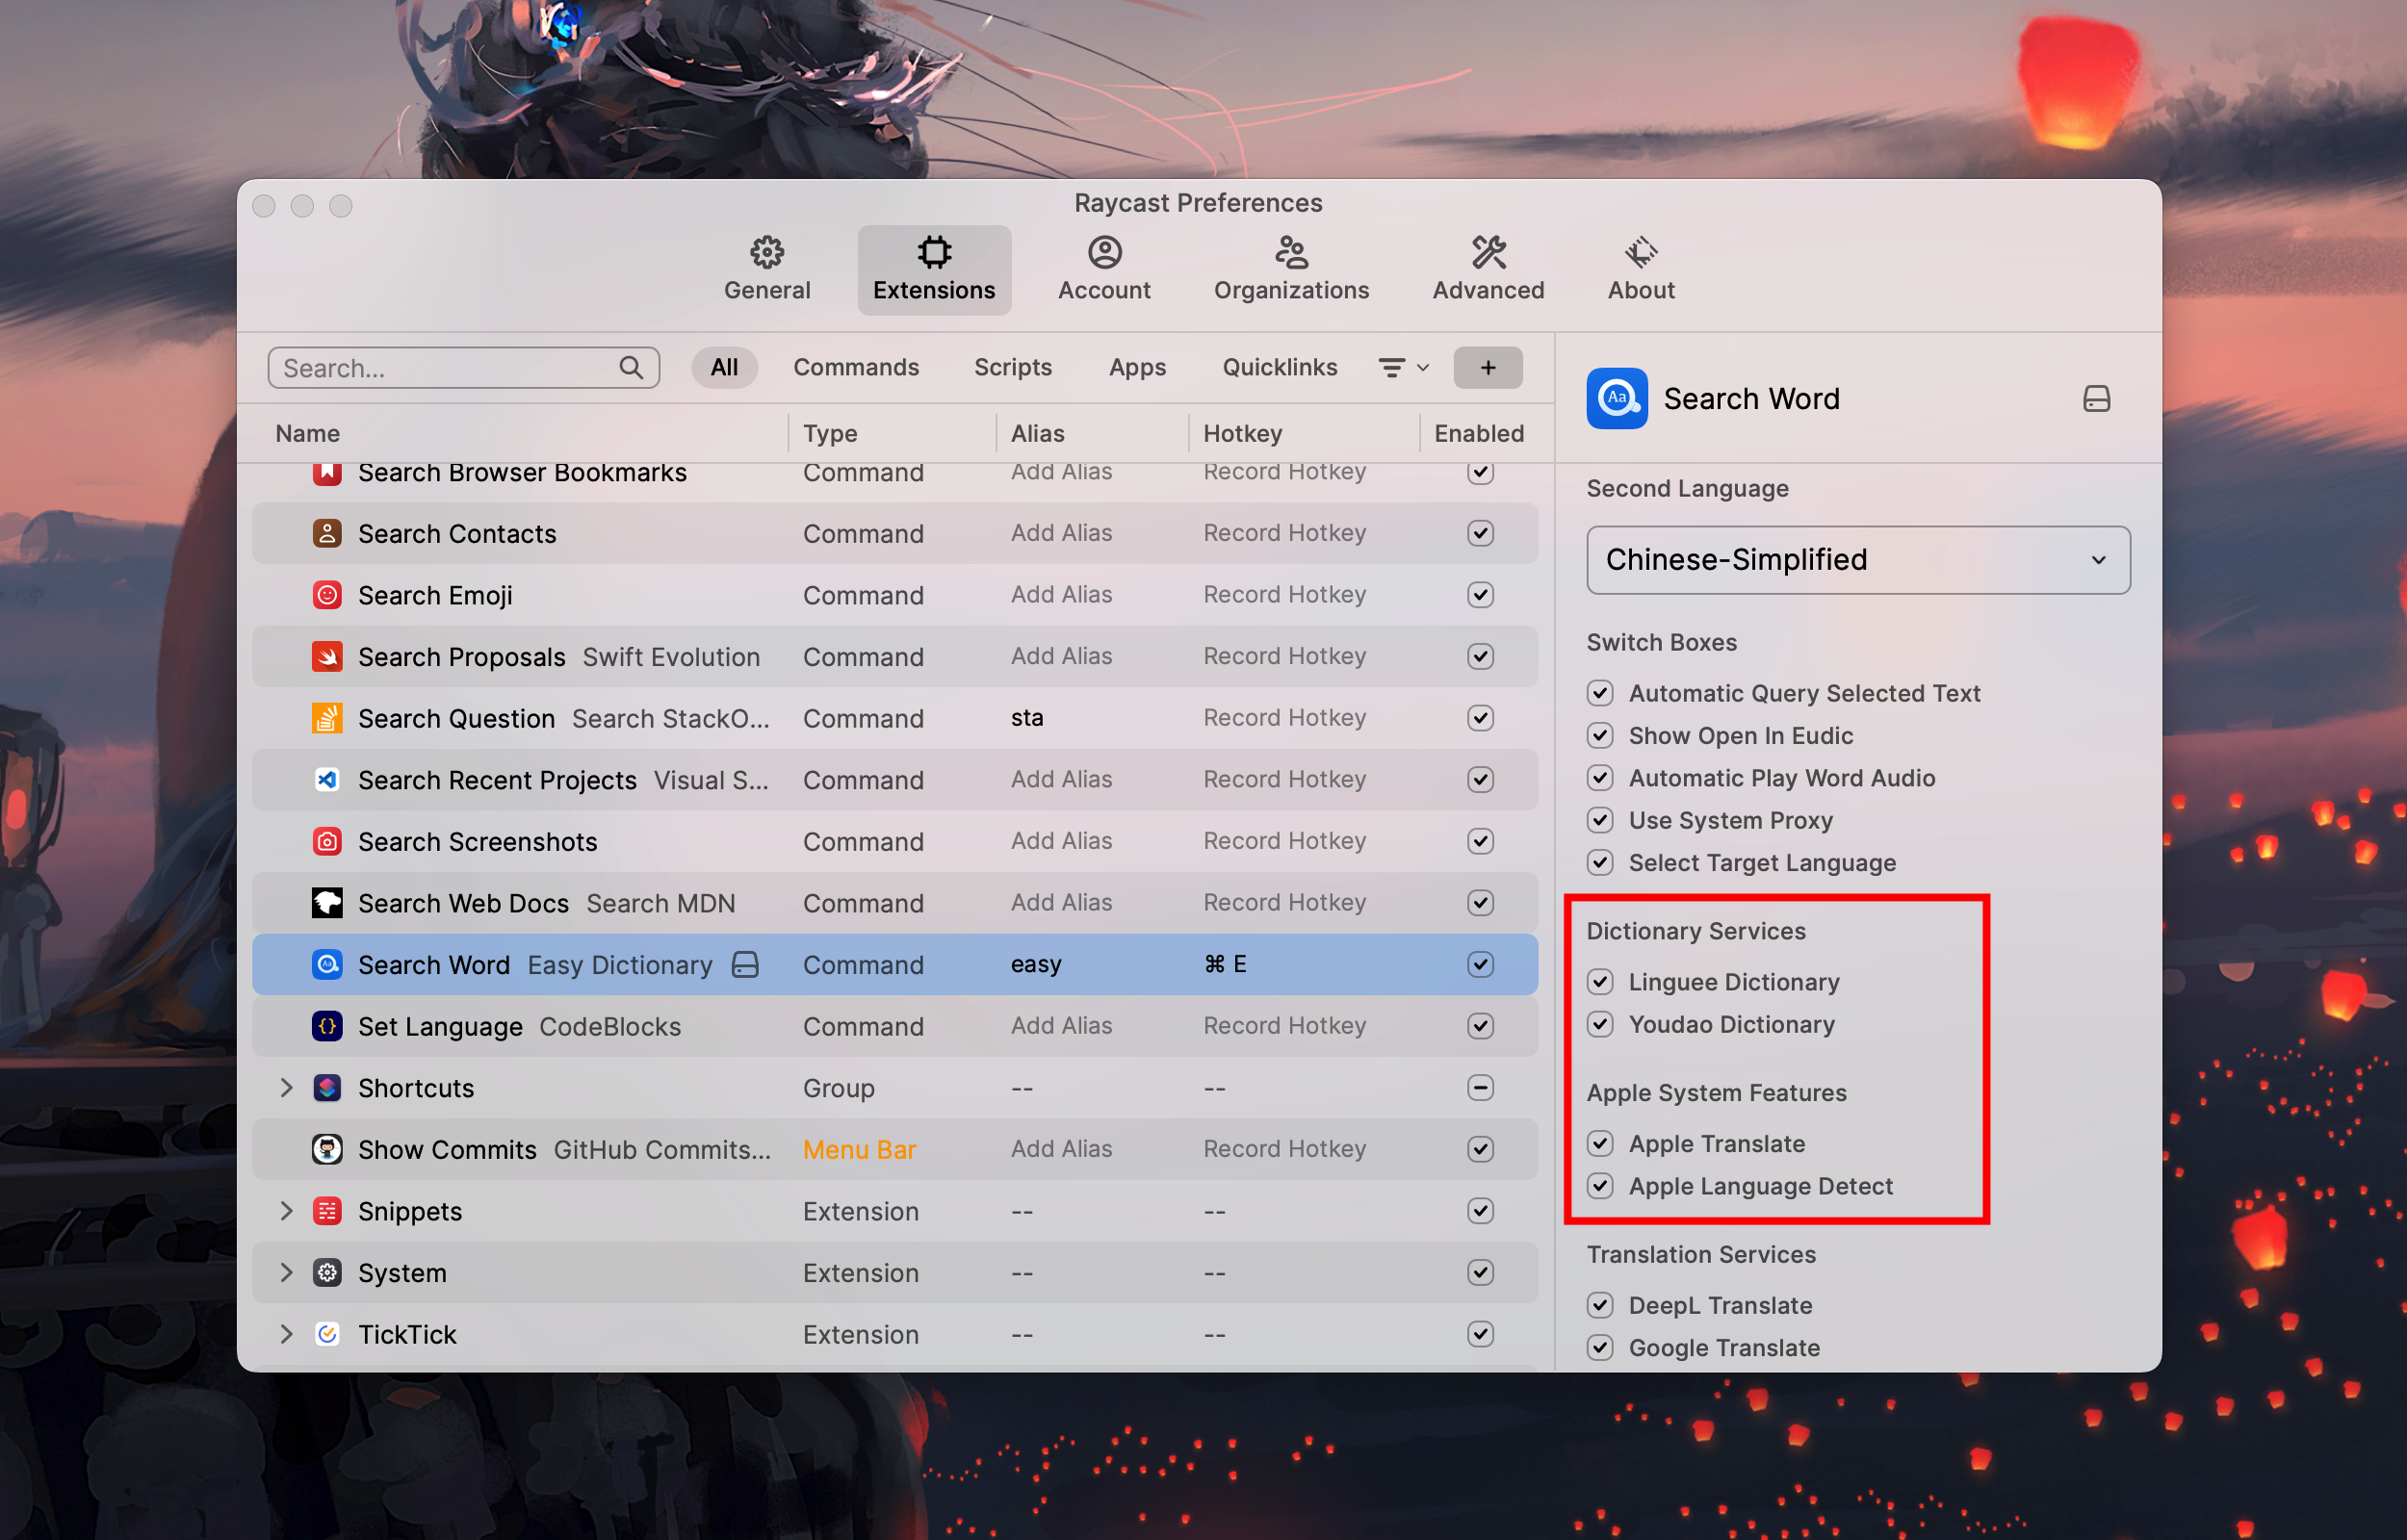 Raycast Preferences
General
Extensions
Account
Organizations
Advanced
About
Search...
All
Commands
Scripts
Apps
Quicklinks
+
Name Type Alias Hotkey Enabled
Search Browser Bookmarks Command Add Alias Record Hotkey
Search Contacts Command Add Alias Record Hotkey
Search Emoji Command Add Alias Record Hotkey
Search Proposals Swift Evolution Command Add Alias Record Hotkey
Search Question Search StackO... Command sta Record Hotkey
Search Recent Projects Visual S... Command Add Alias Record Hotkey
Search Screenshots Command Add Alias Record Hotkey
Search Web Docs Search MDN Command Add Alias Record Hotkey
Search Word Easy Dictionary Command easy ⌘ E
Set Language CodeBlocks Command Add Alias Record Hotkey
Shortcuts Group -- --
Show Commits GitHub Commits... Menu Bar Add Alias Record Hotkey
Snippets Extension -- --
System Extension -- --
TickTick Extension -- --
Aa Search Word
Second Language
Chinese-Simplified
Switch Boxes
Automatic Query Selected Text
Show Open In Eudic
Automatic Play Word Audio
Use System Proxy
Select Target Language
Dictionary Services
Linguee Dictionary
Youdao Dictionary
Apple System Features
Apple Translate
Apple Language Detect
Translation Services
DeepL Translate
Google Translate